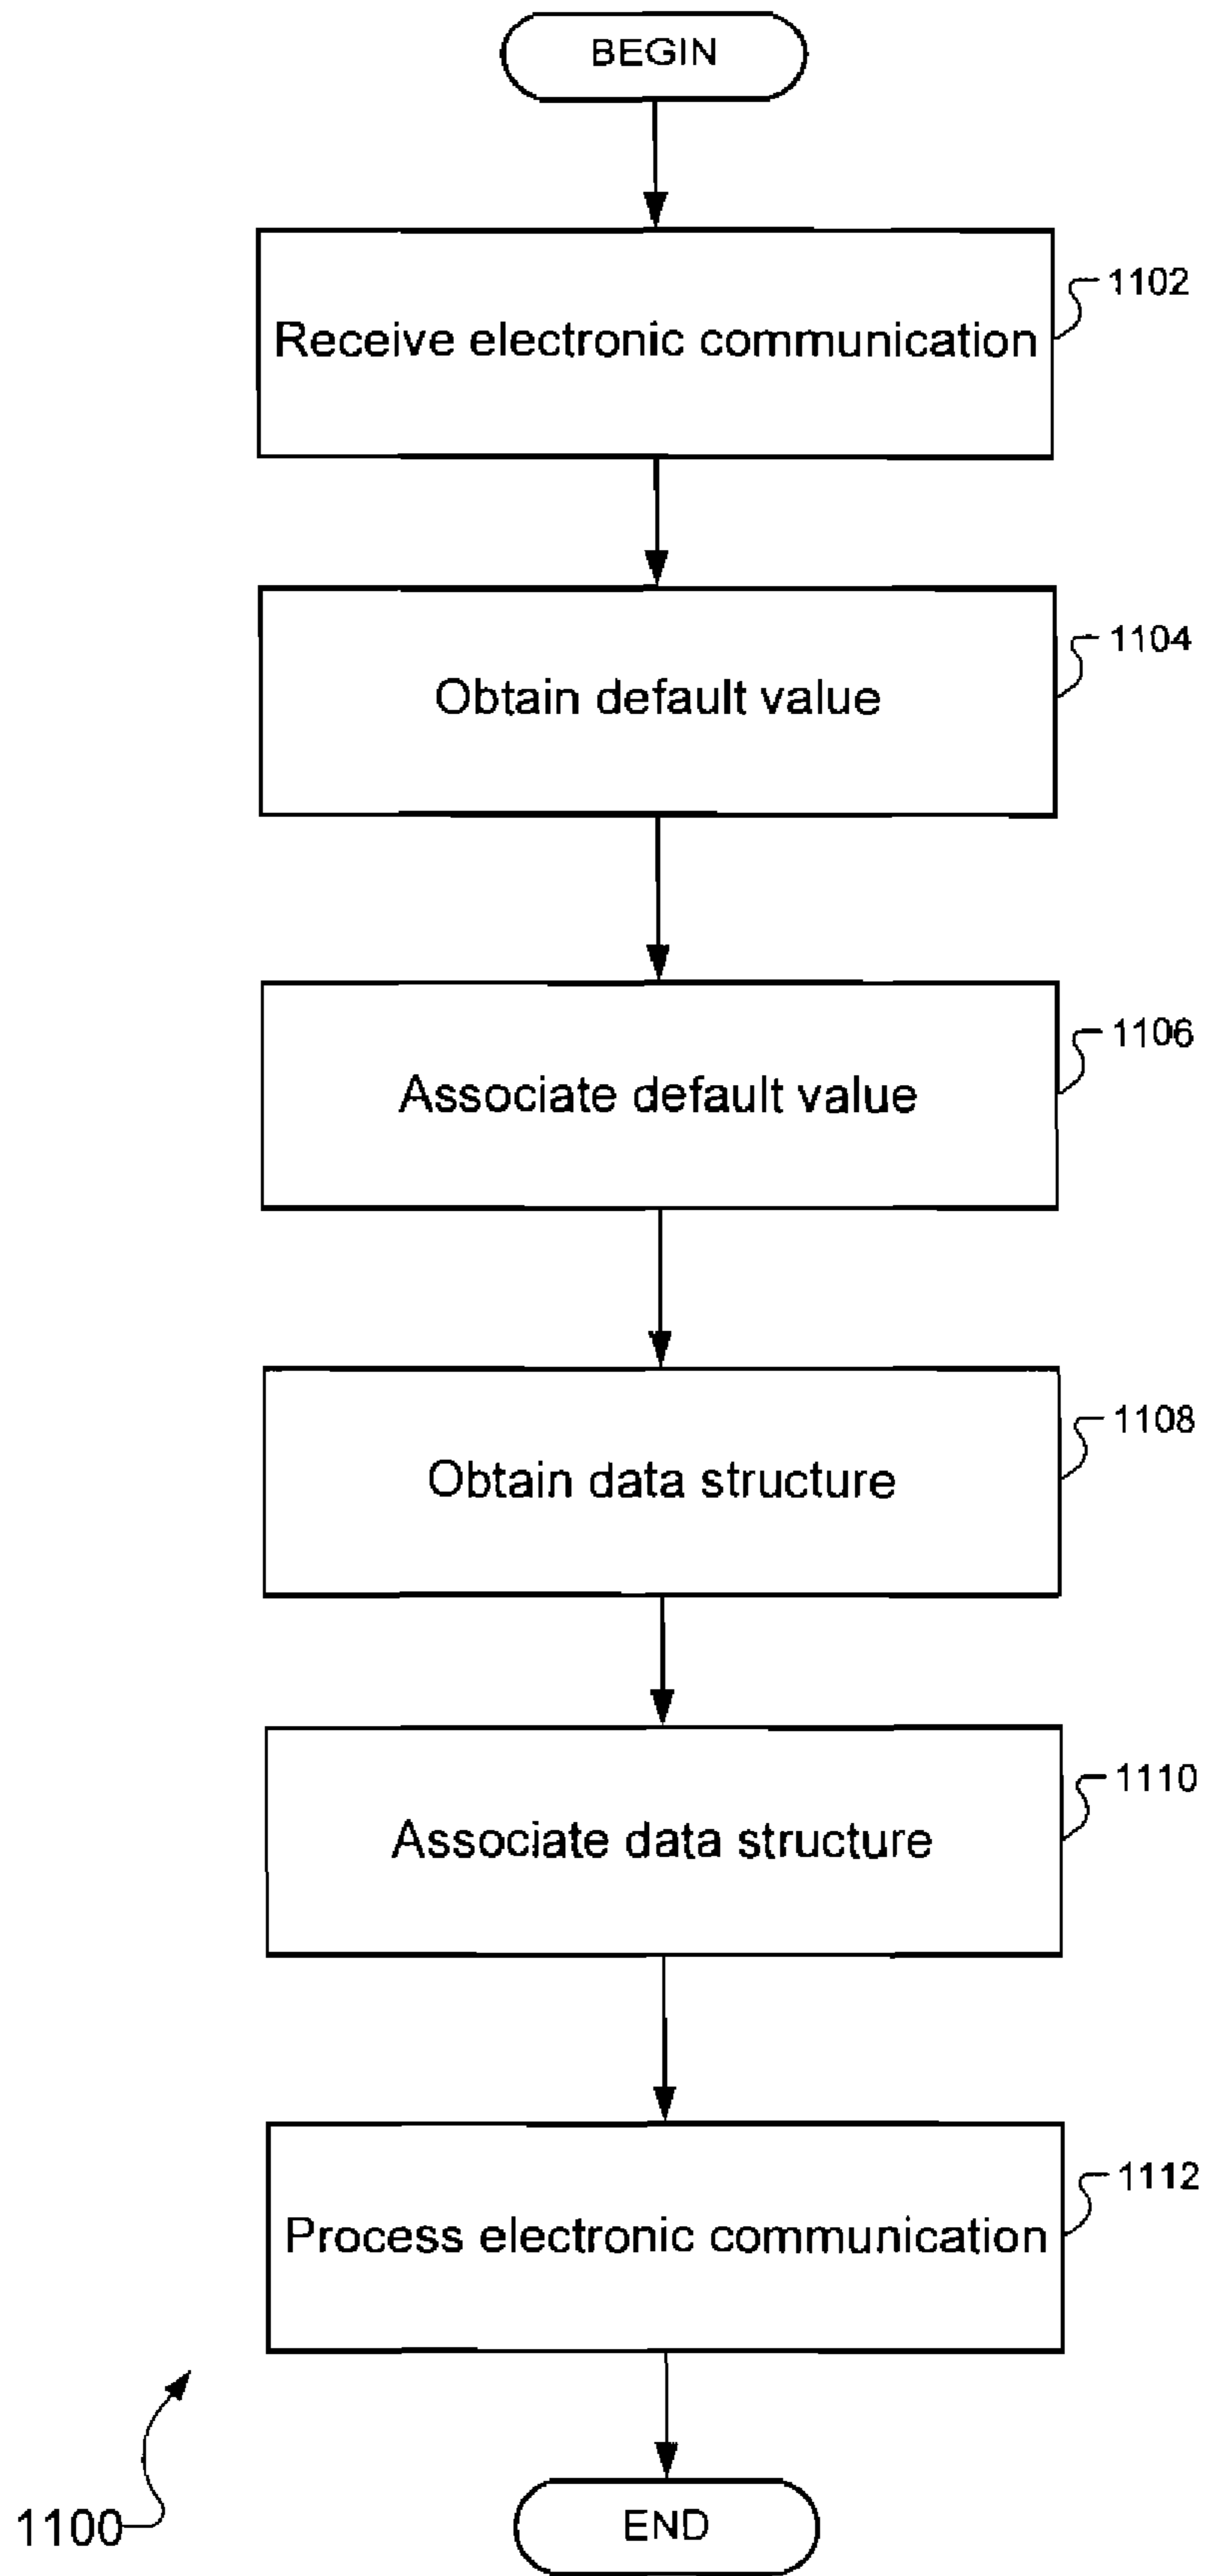 BEGIN
Receive electronic communication
1102
Obtain default value
1104
Associate default value
1106
Obtain data structure
1108
Associate data structure
1110
Process electronic communication
1112
END
1100